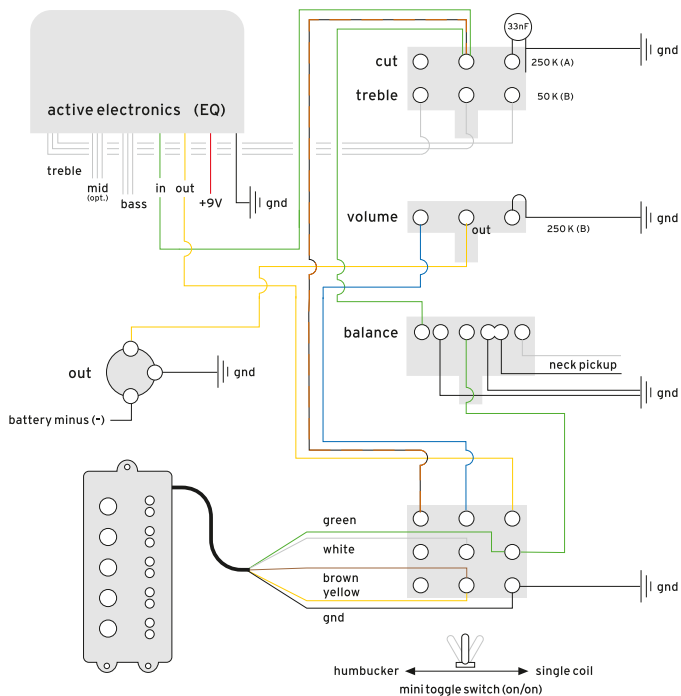 33nF
gnd
cut
250 K (A)
treble
50 K (B)
active electronics (EQ)
treble
mid
(opt.)
bass
in
out
+9V
gnd
volume
out
250 K (B)
gnd
balance
neck pickup
gnd
out
gnd
battery minus (-)
green
white
brown
yellow
gnd
gnd
humbucker
single coil
mini toggle switch (on/on)